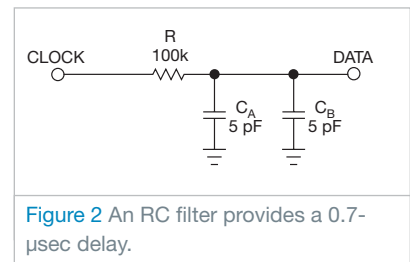 R
100k
CLOCK
DATA
CA
5 pF
CB
5 pF
Figure 2 An RC filter provides a 0.7-
µsec delay.